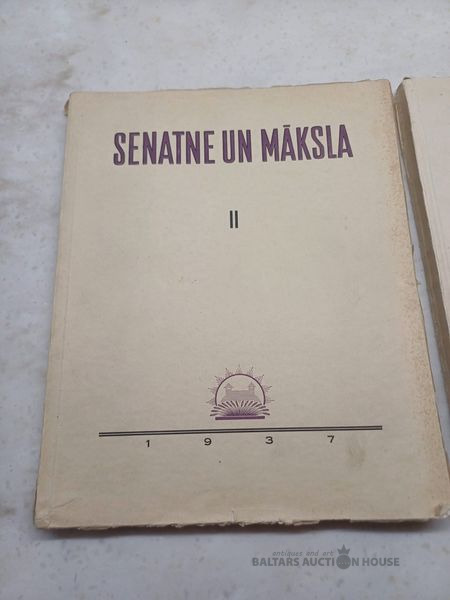 SENATNE UN MĀKSLA
II
1 9 3 7
antiques and art
BALTARS AUCTION HOUSE